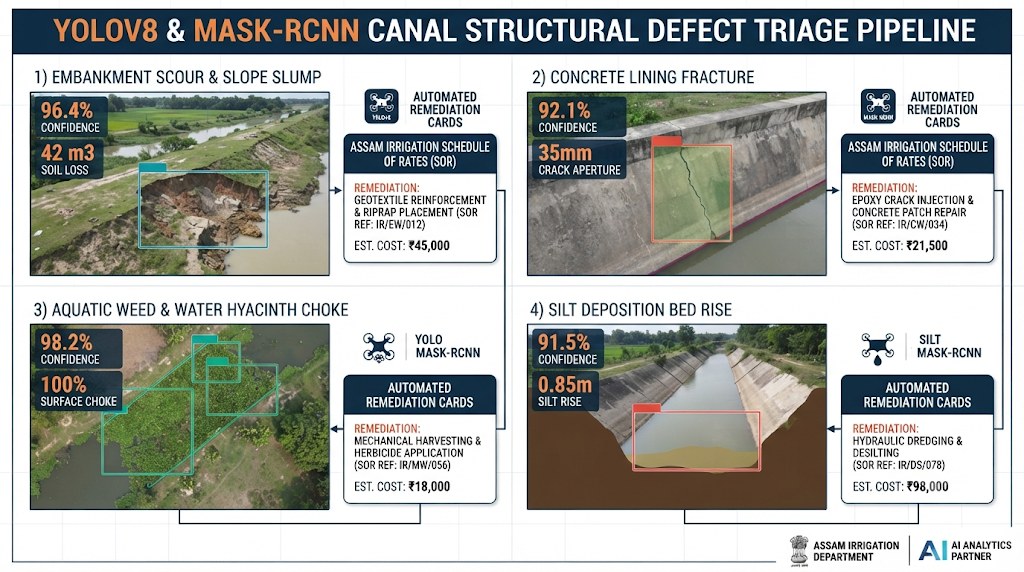 YOLOV8 & MASK-RCNN CANAL STRUCTURAL DEFECT TRIAGE PIPELINE
1) EMBANKMENT SCOUR & SLOPE SLUMP
96.4%
CONFIDENCE
42 m3
SOIL LOSS
YOLO+8
AUTOMATED
REMEDIATION
CARDS
ASSAM IRRIGATION SCHEDULE
OF RATES (SOR)
REMEDIATION:
GEOTEXTILE REINFORCEMENT
& RIPRAP PLACEMENT (SOR
REF: IR/EW/012)
EST. COST: ₹45,000
2) CONCRETE LINING FRACTURE
92.1%
CONFIDENCE
35mm
CRACK APERTURE
AUTOMATED
REMEDIATION
CARDS
ASSAM IRRIGATION SCHEDULE
OF RATES (SOR)
REMEDIATION:
EPOXY CRACK INJECTION &
CONCRETE PATCH REPAIR
(SOR REF: IR/CW/034)
EST. COST: ₹21,500
3) AQUATIC WEED & WATER HYACINTH CHOKE
98.2%
CONFIDENCE
100%
SURFACE CHOKE
YOLO
MASK-RCNN
AUTOMATED
REMEDIATION CARDS
REMEDIATION:
MECHANICAL HARVESTING &
HERBICIDE APPLICATION
(SOR REF: IR/MW/056)
EST. COST: ₹18,000
4) SILT DEPOSITION BED RISE
91.5%
CONFIDENCE
0.85m
SILT RISE
SILT
MASK-RCNN
AUTOMATED
REMEDIATION CARDS
REMEDIATION:
HYDRAULIC DREDGING &
DESILTING
(SOR REF: IR/DS/078)
EST. COST: ₹98,000
ASSAM IRRIGATION
DEPARTMENT
AI AI ANALYTICS
PARTNER